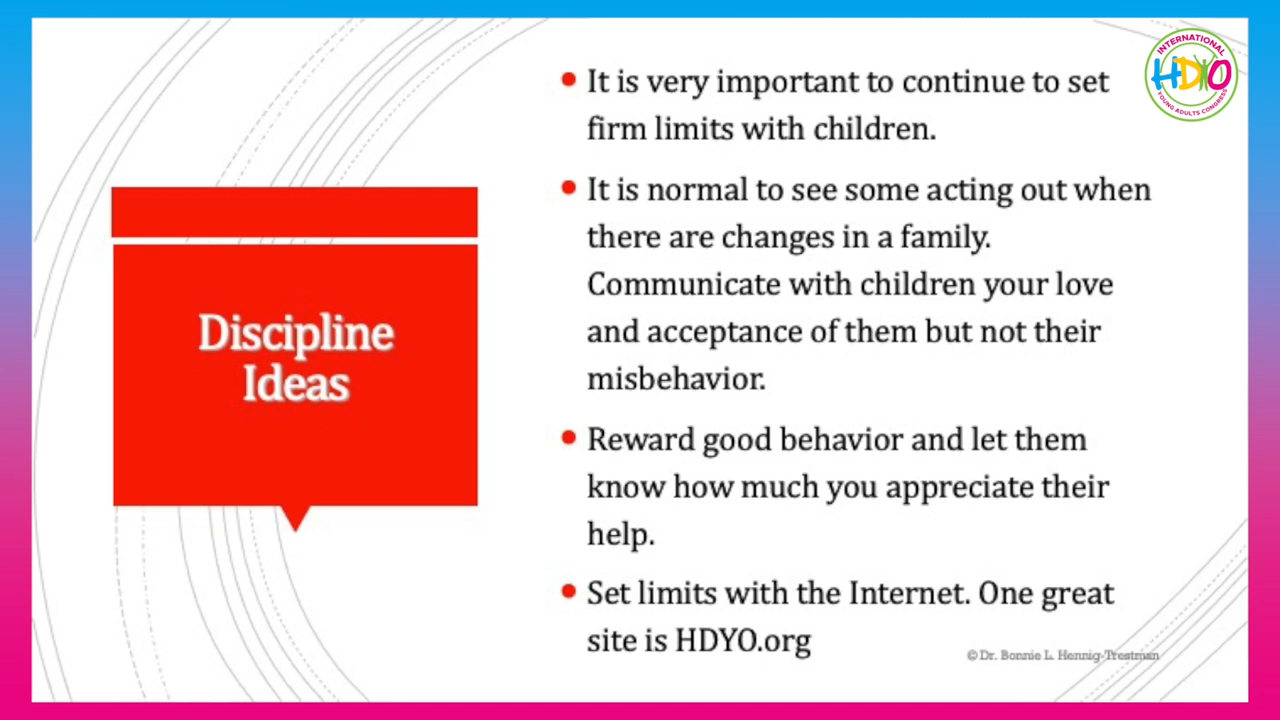 INTERNATIONAL
HDYO
YOUNG ADULTS CONGRESS
Discipline
Ideas
It is very important to continue to set
firm limits with children.
It is normal to see some acting out when
there are changes in a family.
Communicate with children your love
and acceptance of them but not their
misbehavior.
Reward good behavior and let them
know how much you appreciate their
help.
Set limits with the Internet. One great
site is HDYO.org
© Dr. Bonnie L. Hennig-Trestman